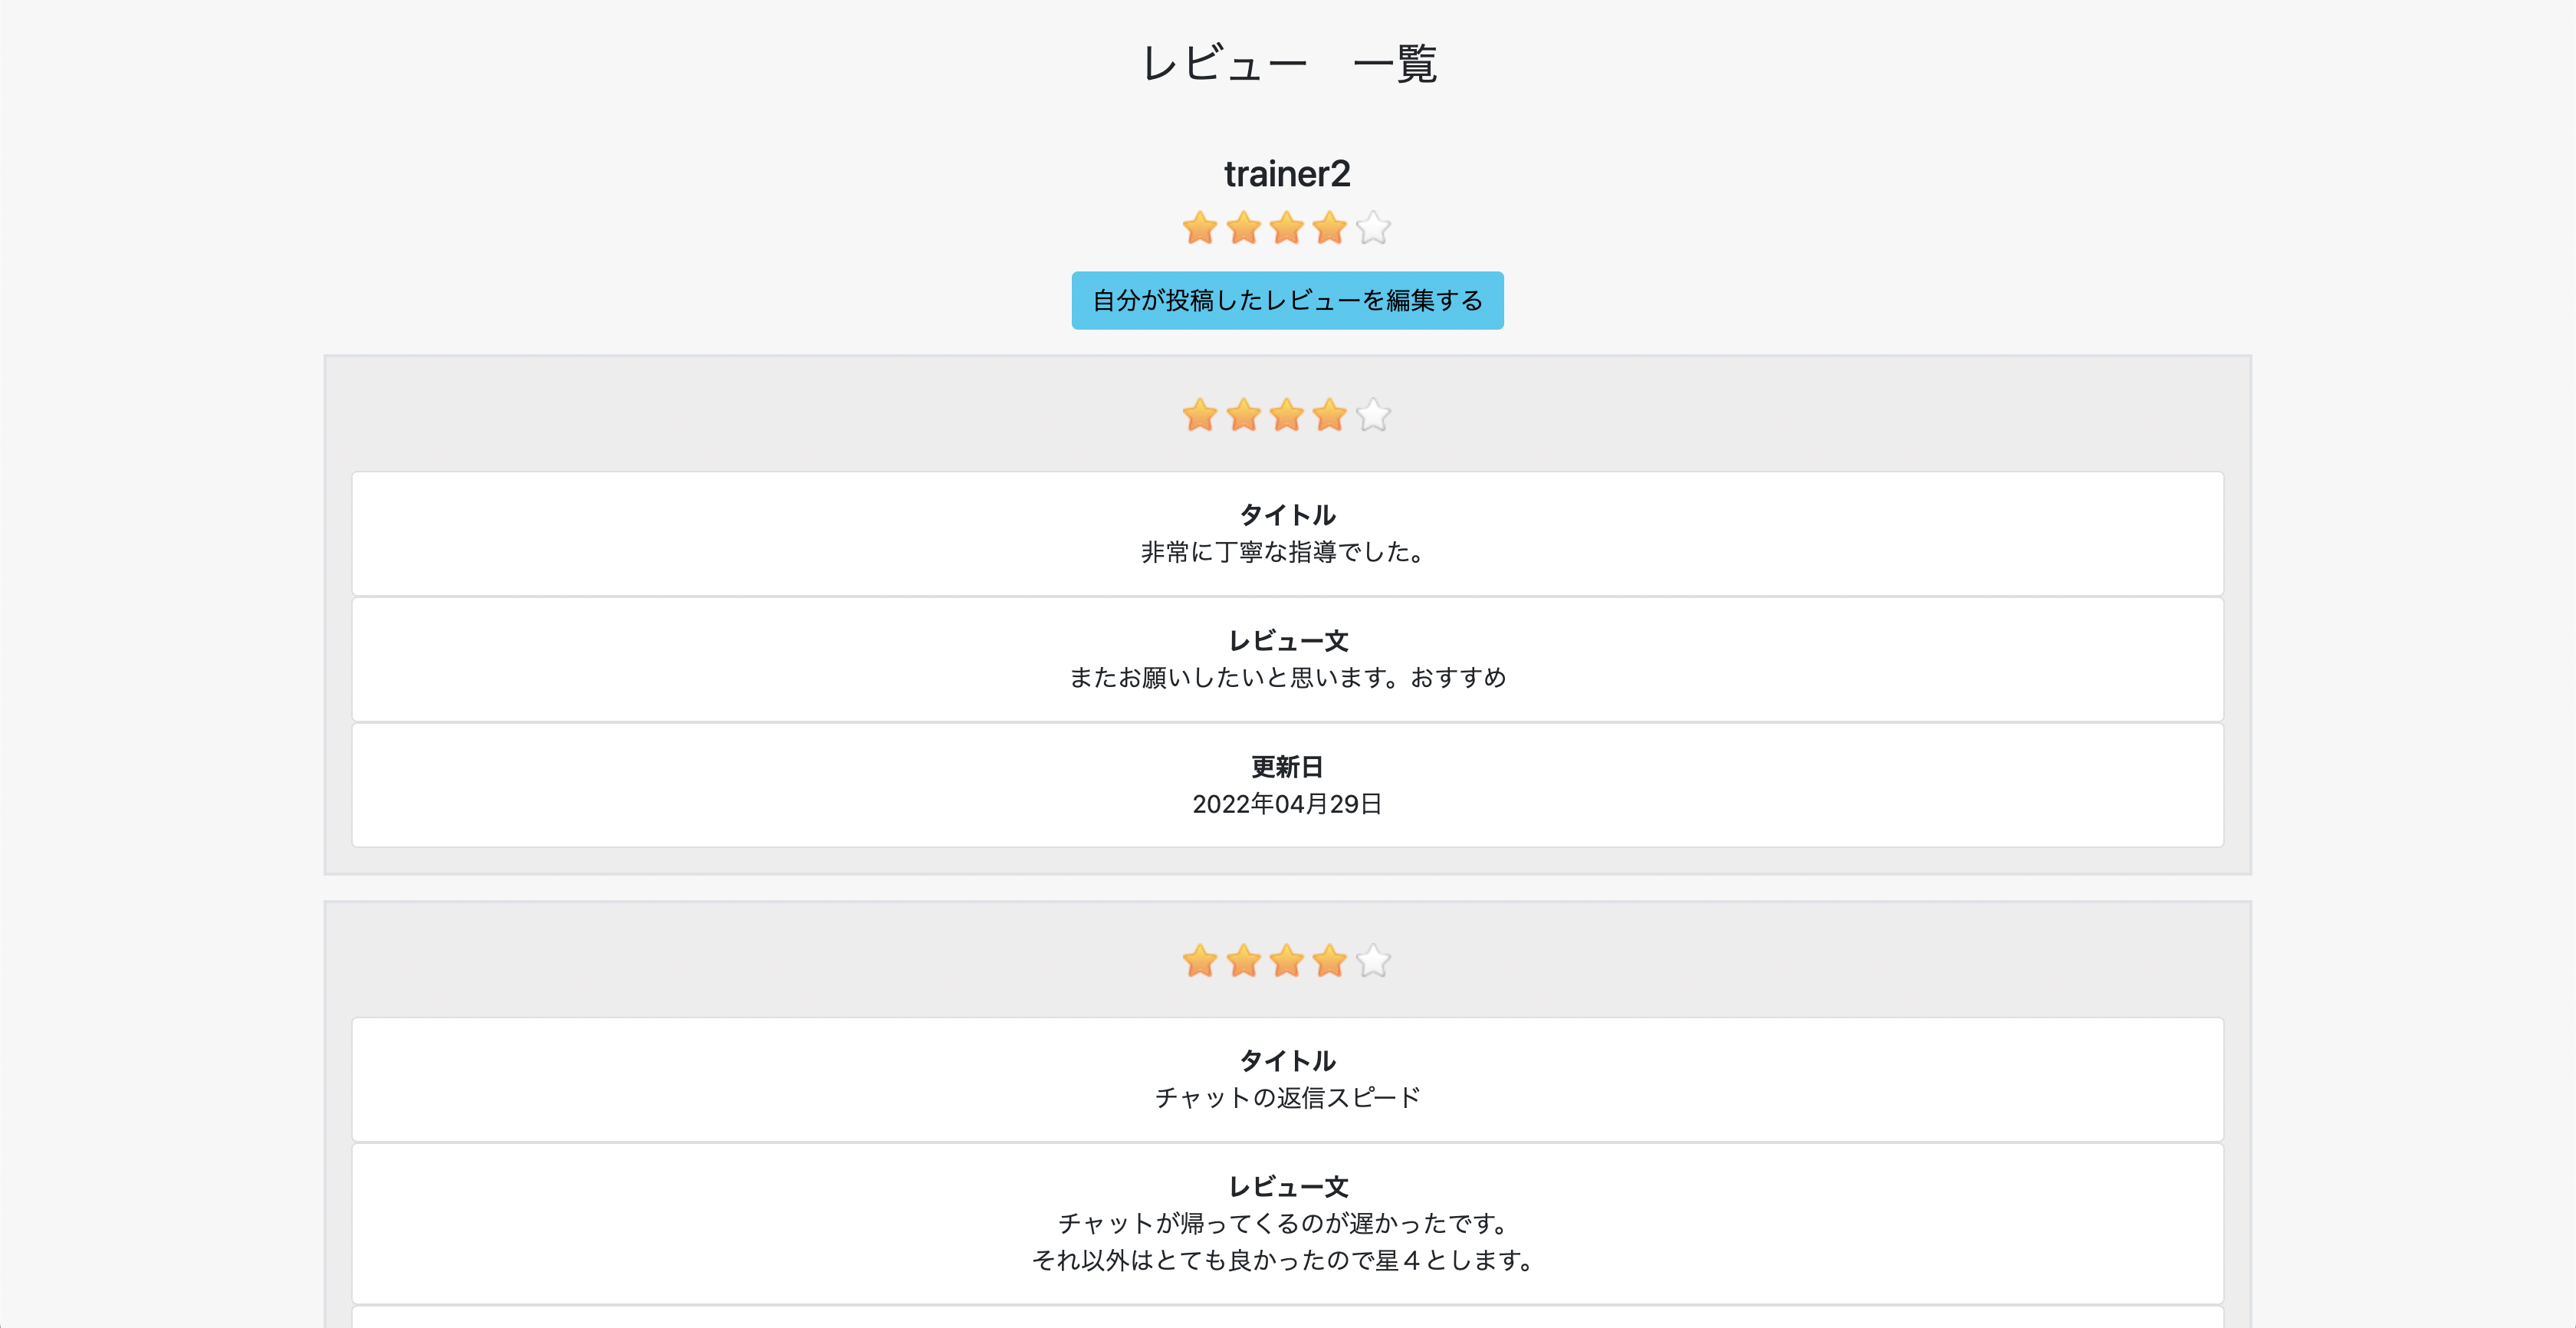 レビュー　一覧
trainer2
自分が投稿したレビューを編集する
タイトル
非常に丁寧な指導でした。
レビュー文
またお願いしたいと思います。おすすめ
更新日
2022年04月29日
タイトル
チャットの返信スピード
レビュー文
チャットが帰ってくるのが遅かったです。
それ以外はとても良かったので星４とします。